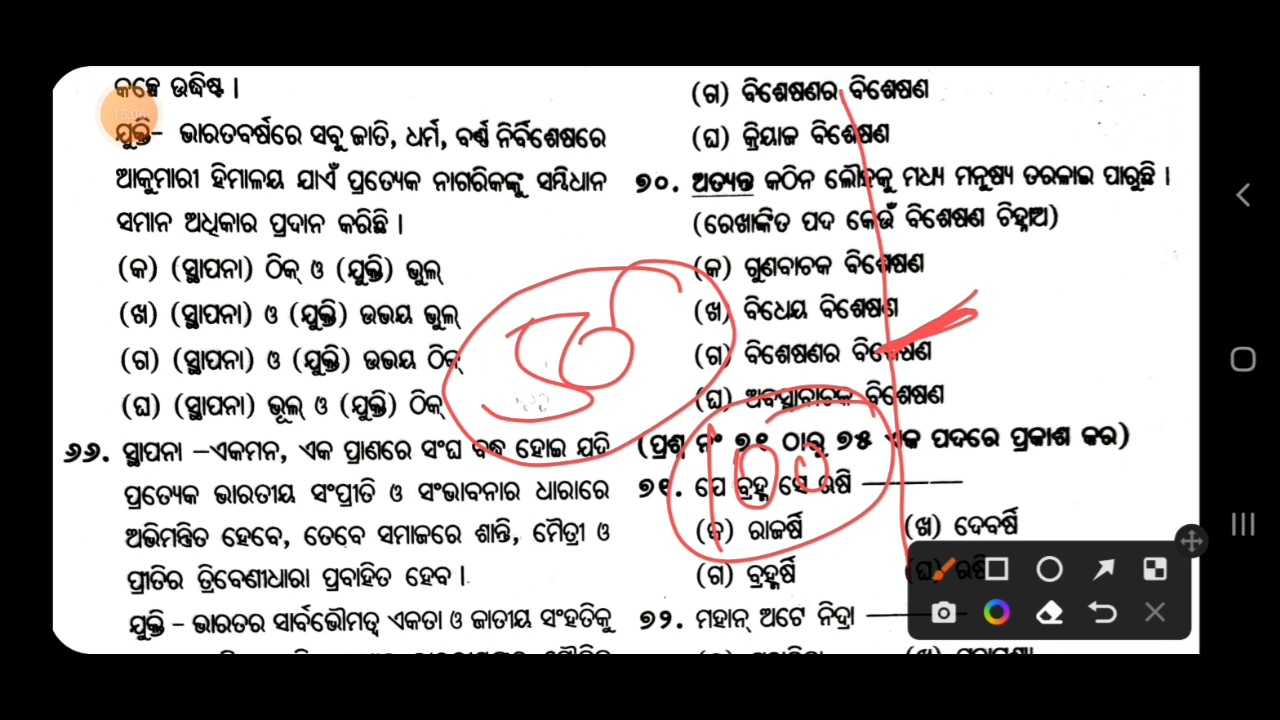 କଳ୍ପେ ଉଦ୍ଧିଷ୍ଟ ।
ଯୁକ୍ତି– ଭାରତବର୍ଷରେ ସବୁ ଜାତି, ଧର୍ମ, ବର୍ଣ୍ଣ ନିର୍ବିଶେଷରେ
ଆକୁମାରୀ ହିମାଳୟ ଯାଏଁ ପ୍ରତ୍ୟେକ ନାଗରିକଙ୍କୁ ସମ୍ବିଧାନ
ସମାନ ଅଧିକାର ପ୍ରଦାନ କରିଛି ।
(କ) (ସ୍ଥାପନା) ଠିକ୍ ଓ (ଯୁକ୍ତି) ଭୁଲ୍
(ଖ) (ସ୍ଥାପନା) ଓ (ଯୁକ୍ତି) ଉଭୟ ଭୁଲ୍
(ଗ) (ସ୍ଥାପନା) ଓ (ଯୁକ୍ତି) ଉଭୟ ଠିକ୍
(ଘ) (ସ୍ଥାପନା) ଭୂଲ୍ ଓ (ଯୁକ୍ତି) ଠିକ୍
୬୬. ସ୍ଥାପନା –ଏକମନ, ଏକ ପ୍ରାଣରେ ସଂଘ ବଦ୍ଧ ହୋଇ ଯଦି
ପ୍ରତ୍ୟେକ ଭାରତୀୟ ସଂପ୍ରୀତି ଓ ସଂଭାବନାର ଧାରାରେ
ଅଭିମନ୍ତ୍ରିତ ହେବେ, ତେବେ ସମାଜରେ ଶାନ୍ତି, ମୈତ୍ରୀ ଓ
ପ୍ରୀତିର ତ୍ରିବେଣୀଧାରା ପ୍ରବାହିତ ହେବ ।
ଯୁକ୍ତି – ଭାରତର ସାର୍ବଭୌମତ୍ୱ ଏକତା ଓ ଜାତୀୟ ସଂହତିକୁ
(ଗ) ବିଶେଷଣର ବିଶେଷଣ
(ଘ) କ୍ରିୟାଜ ବିଶେଷଣ
୭୦. ଅତ୍ୟନ୍ତ କଠିନ ଲୌହକୁ ମଧ୍ୟ ମନୁଷ୍ୟ ତରଳାଇ ପାରୁଛି ।
(ରେଖାଙ୍କିତ ପଦ କେଉଁ ବିଶେଷଣ ଚିହ୍ନାଅ)
(କ) ଗୁଣବାଚକ ବିଶେଷଣ
(ଖ) ବିଧେୟ ବିଶେଷଣ
(ଗ) ବିଶେଷଣର ବିଶେଷଣ
(ଘ) ଅବସ୍ଥାବାଚକ ବିଶେଷଣ
(ପ୍ରଶ୍ନ ନଂ ୭୧ ଠାରୁ ୭୫ ଏକ ପଦରେ ପ୍ରକାଶ କର)
୭୧. ଯେ ବ୍ରହ୍ମ ସେ ଋଷି ————
(କ) ରାଜର୍ଷି (ଖ) ଦେବର୍ଷି
(ଗ) ବ୍ରହ୍ମର୍ଷି
୭୨. ମହାନ୍ ଅଟେ ନିଦ୍ରା ————
100